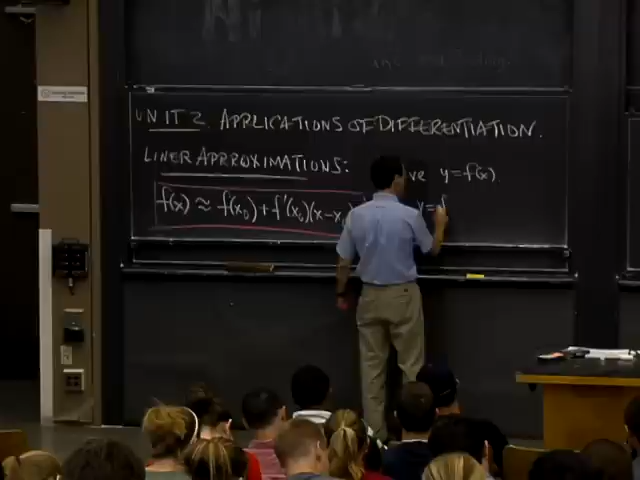 UNIT 2 APPLICATIONS OF DIFFERENTIATION.
LINER APPROXIMATIONS:
ve y=f(x)
f(x) ≈ f(x₀)+f'(x₀)(x-x₀
y=f